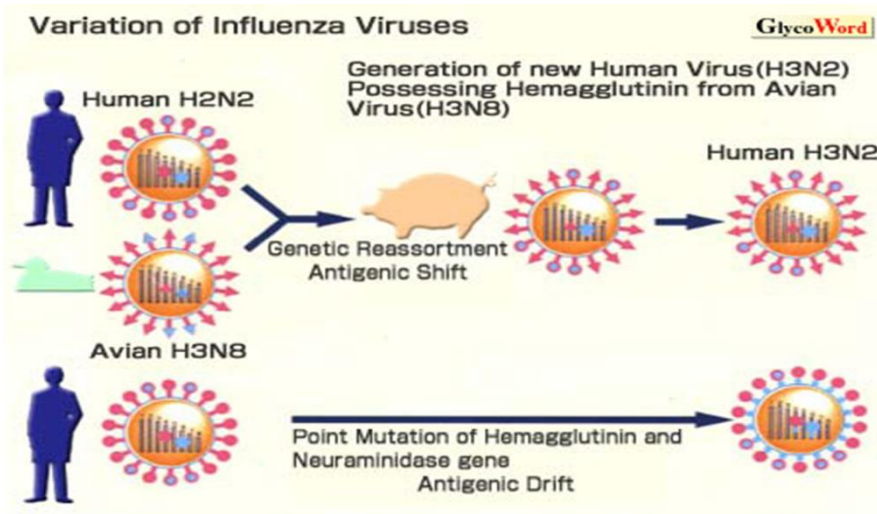 Variation of Influenza Viruses
GlycoWord
Generation of new Human Virus(H3N2)
Possessing Hemagglutinin from Avian
Virus(H3N8)
Human H2N2
Human H3N2
Genetic Reassortment
Antigenic Shift
Avian H3N8
Point Mutation of Hemagglutinin and
Neuraminidase gene
Antigenic Drift